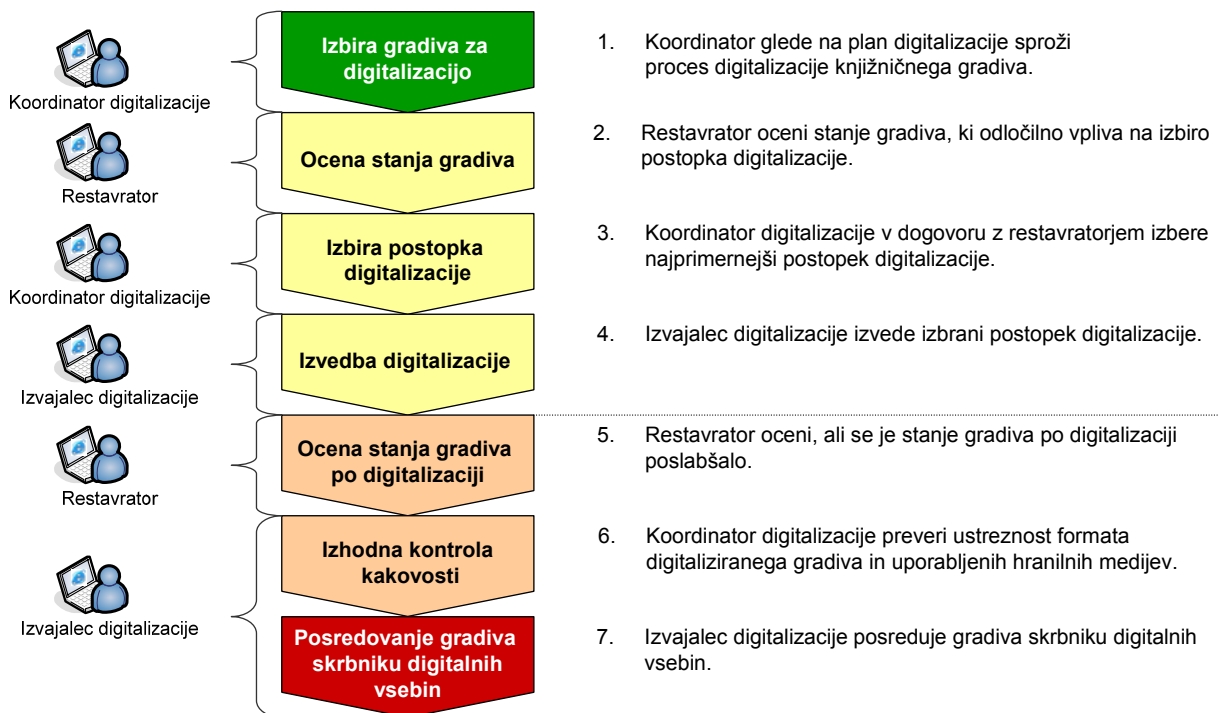 Koordinator digitalizacije
Izbira gradiva za
digitalizacijo
1. Koordinator glede na plan digitalizacije sproži
proces digitalizacije knjižničnega gradiva.
Restavrator
Ocena stanja gradiva
2. Restavrator oceni stanje gradiva, ki odločilno vpliva na izbiro
postopka digitalizacije.
Koordinator digitalizacije
Izbira postopka
digitalizacije
3. Koordinator digitalizacije v dogovoru z restavratorjem izbere
najprimernejši postopek digitalizacije.
Izvajalec digitalizacije
Izvedba digitalizacije
4. Izvajalec digitalizacije izvede izbrani postopek digitalizacije.
Restavrator
Ocena stanja gradiva
po digitalizaciji
5. Restavrator oceni, ali se je stanje gradiva po digitalizaciji
poslabšalo.
Izvajalec digitalizacije
Izhodna kontrola
kakovosti
6. Koordinator digitalizacije preveri ustreznost formata
digitaliziranega gradiva in uporabljenih hranilnih medijev.
Posredovanje gradiva
skrbniku digitalnih
vsebin
7. Izvajalec digitalizacije posreduje gradiva skrbniku digitalnih
vsebin.